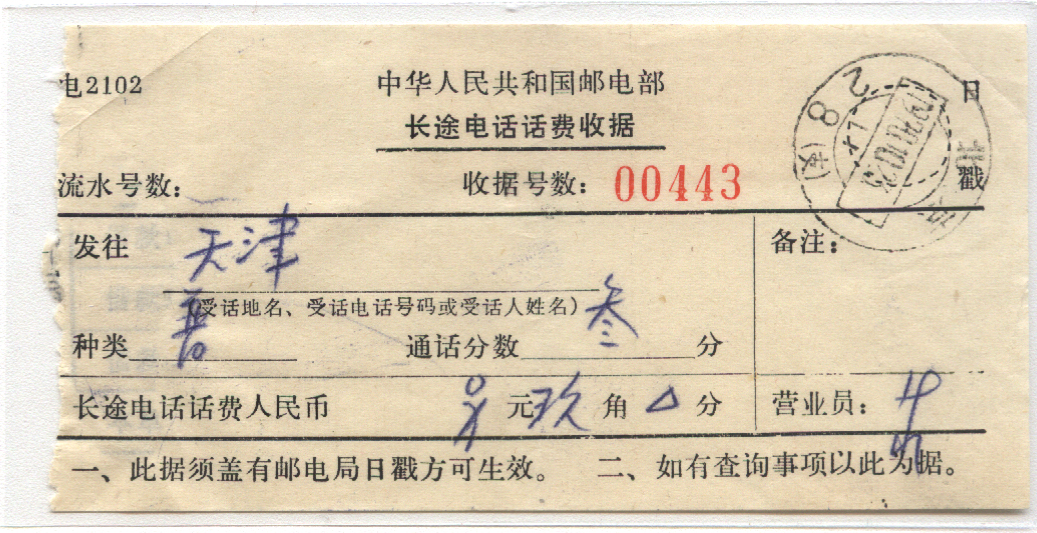 电2102 中华人民共和国邮电部 日
长途电话话费收据
流水号数： 收据号数：00443 戳
发往 天津 备注：
（受话地名、受话电话号码或受话人姓名）
种类 普 通话分数 叁 分
长途电话话费人民币 元 玖 角 分 营业员：
一、此据须盖有邮电局日戳方可生效。 二、如有查询事项以此为据。